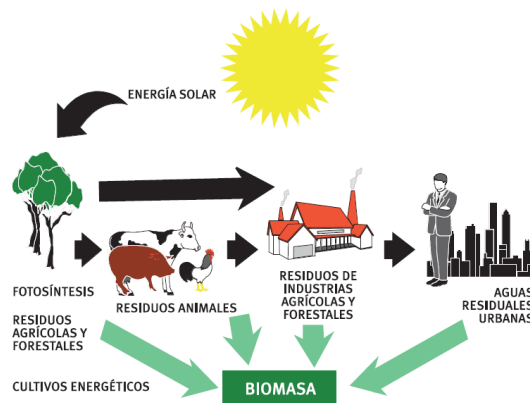 ENERGÍA SOLAR
FOTOSÍNTESIS
RESIDUOS
AGRÍCOLAS Y
FORESTALES
CULTIVOS ENERGÉTICOS
RESIDUOS ANIMALES
RESIDUOS DE
INDUSTRIAS
AGRÍCOLAS Y
FORESTALES
AGUAS
RESIDUALES
URBANAS
BIOMASA